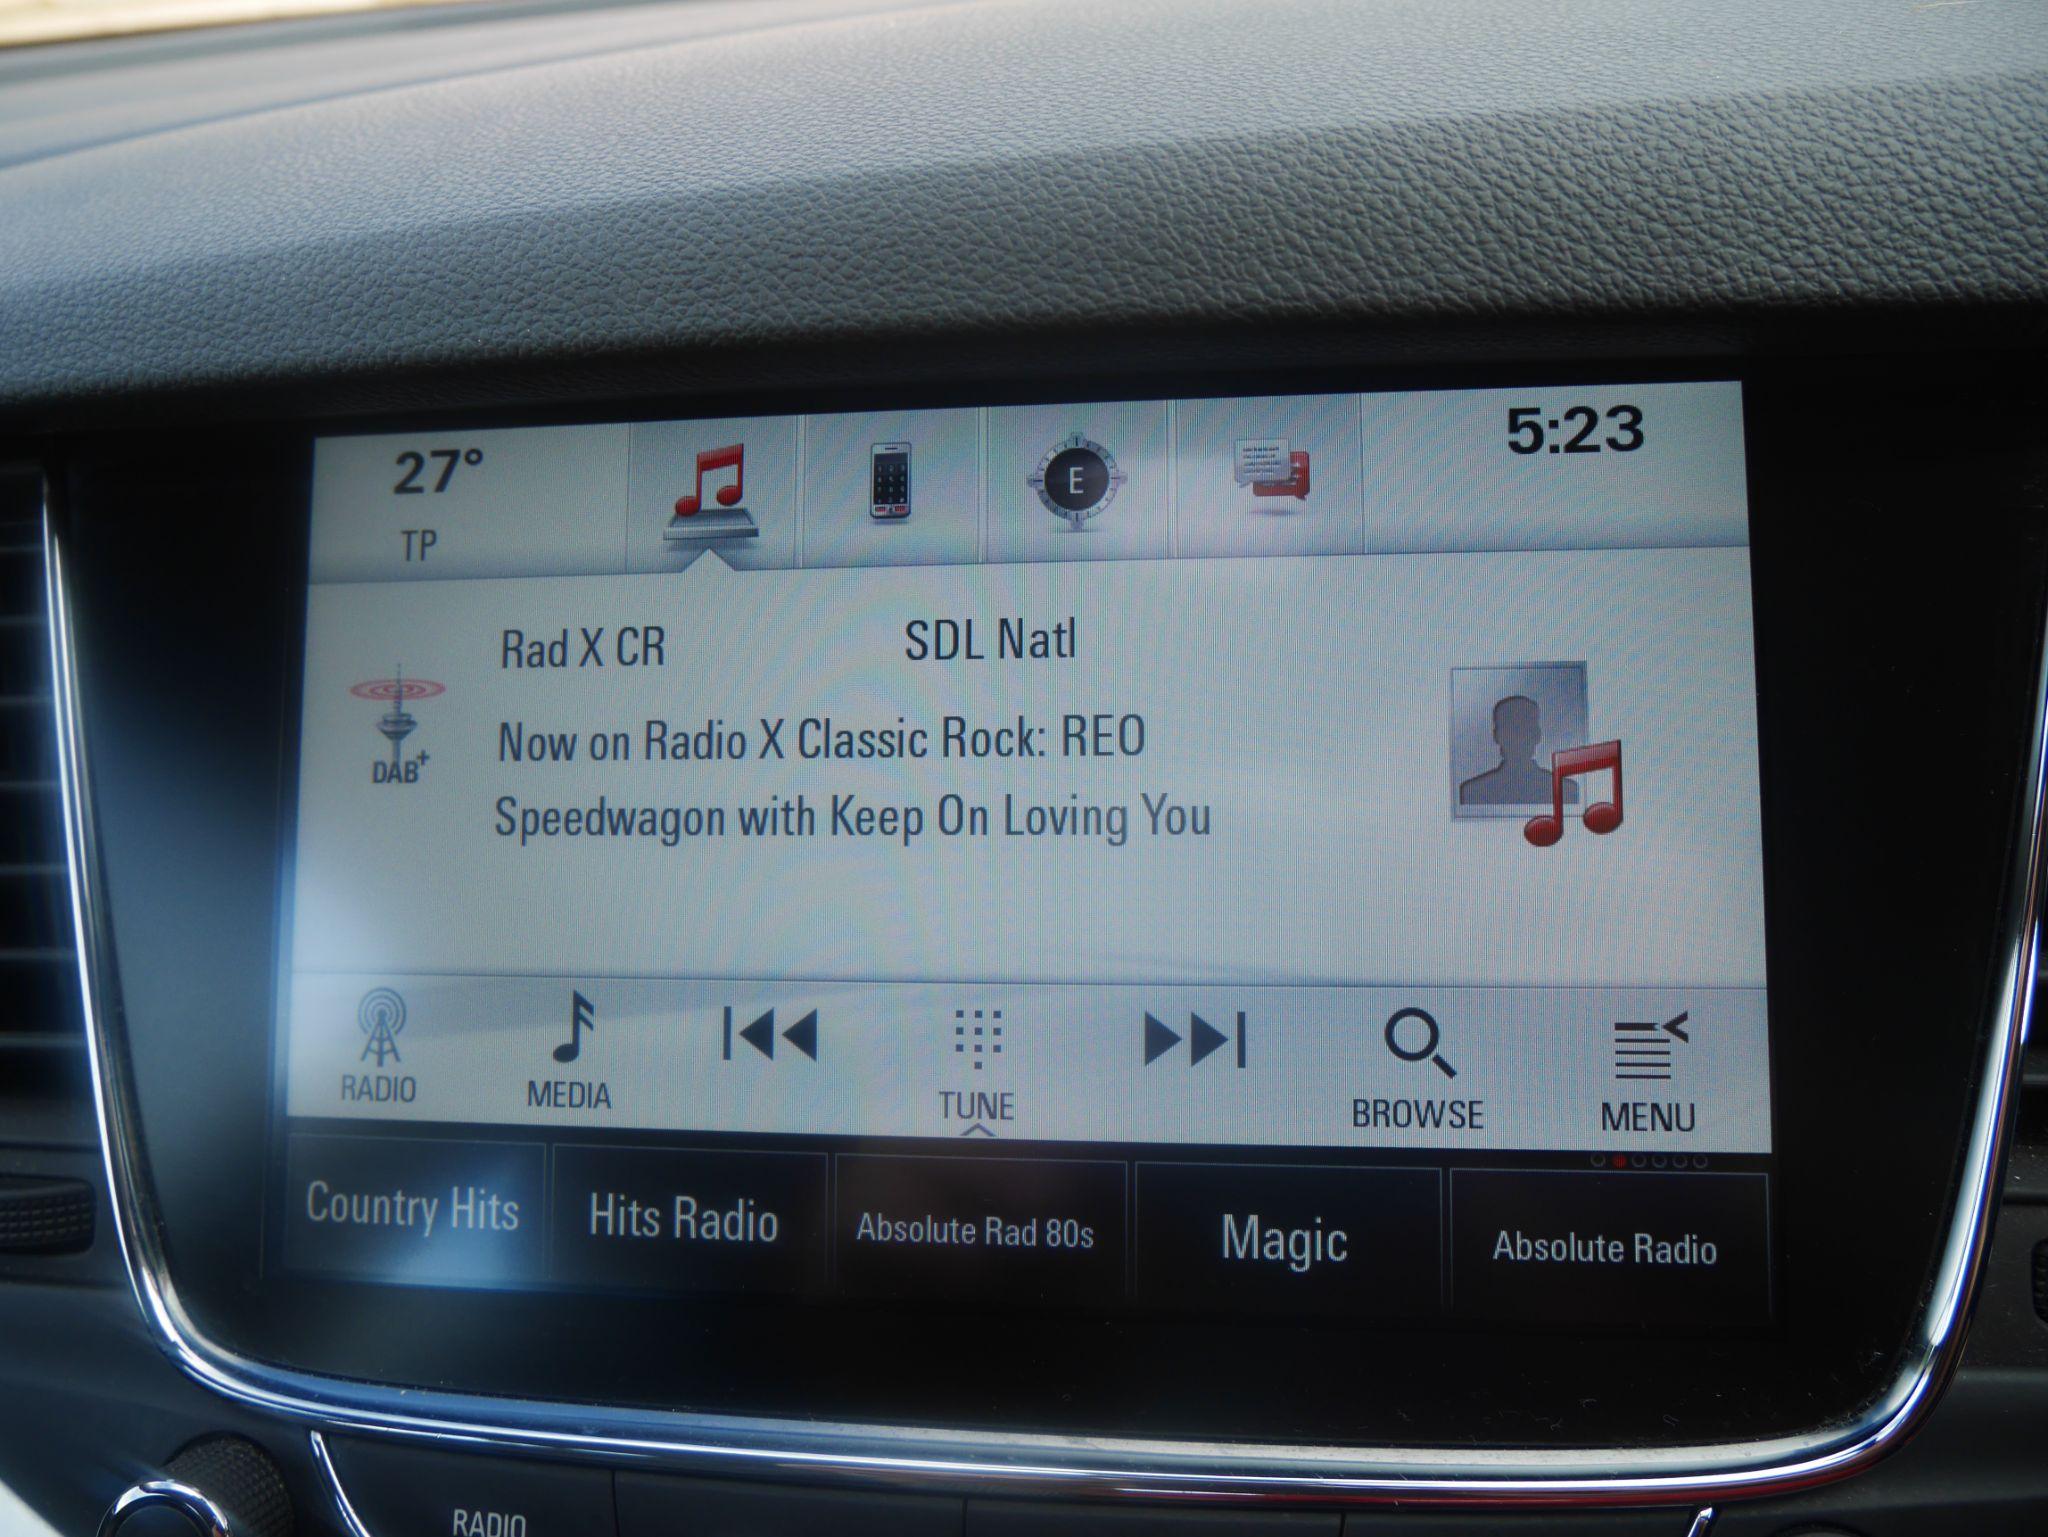 27° E 5:23
TP
Rad X CR SDL Natl
Now on Radio X Classic Rock: REO
Speedwagon with Keep On Loving You
DAB+
RADIO MEDIA TUNE BROWSE MENU
Country Hits Hits Radio Absolute Rad 80s Magic Absolute Radio
RADIO